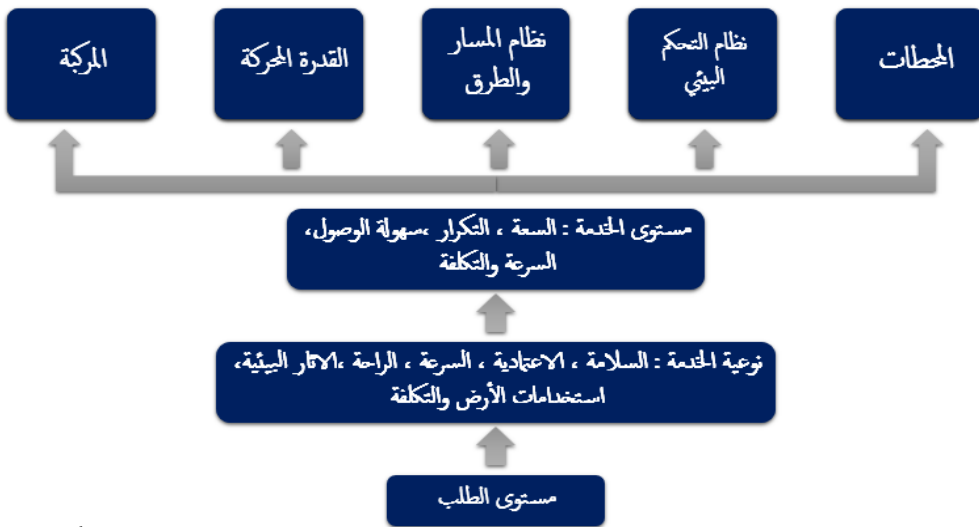 المحطات
نظام التحكم
البيئي
نظام المسار
والطرق
القدرة المحركة
المركبة
مستوى الخدمة : السعة ، التكرار ،سهولة الوصول،
السرعة والتكلفة
نوعية الخدمة : السلامة ، الاعتمادية ، السرعة ، الراحة ،الاثار البيئية،
استخدامات الأرض والتكلفة
مستوى الطلب